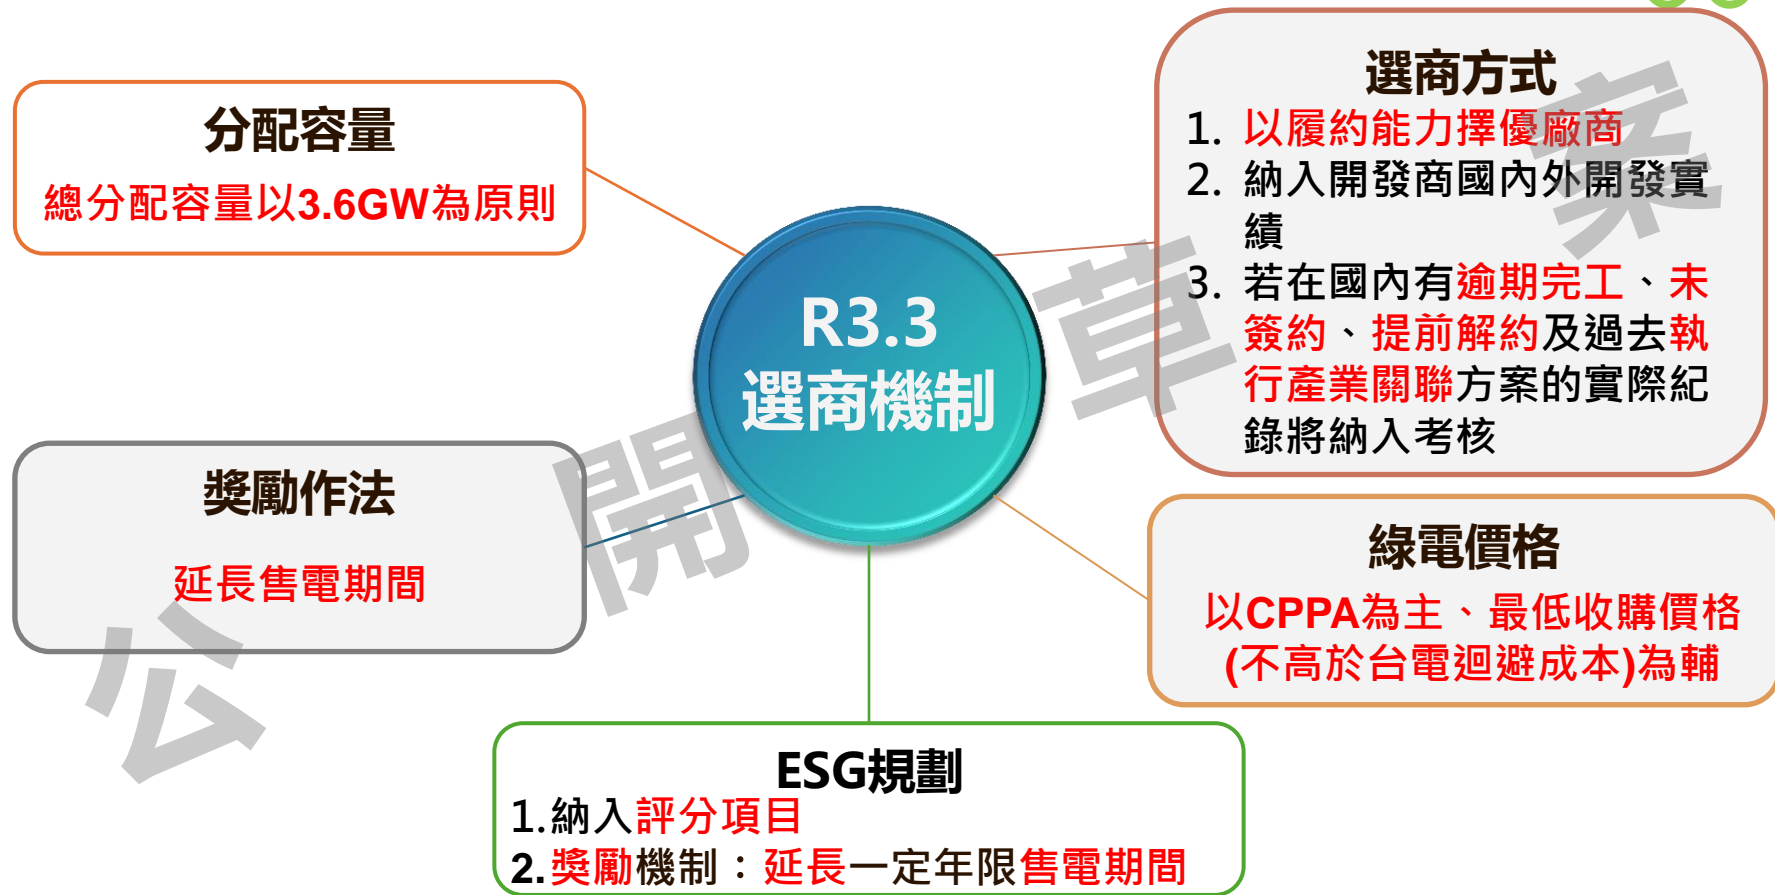 分配容量
總分配容量以3.6GW為原則
選商方式
1. 以履約能力擇優廠商
2. 納入開發商國內外開發實
績
3. 若在國內有逾期完工、未
簽約、提前解約及過去執
行產業關聯方案的實際紀
錄將納入考核
R3.3
選商機制
獎勵作法
延長售電期間
綠電價格
以CPPA為主、最低收購價格
(不高於台電迴避成本)為輔
ESG規劃
1.納入評分項目
2.獎勵機制：延長一定年限售電期間
公開草案